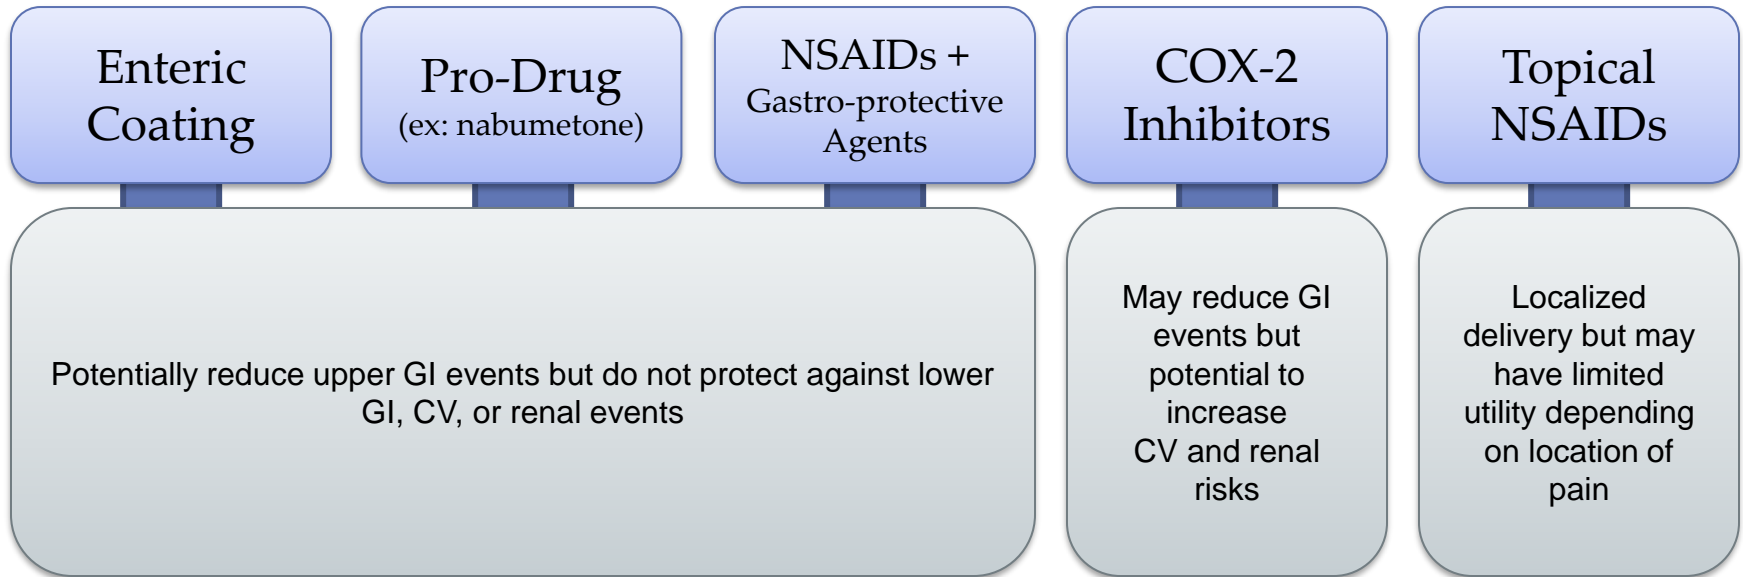 Enteric
Coating
Pro-Drug
(ex: nabumetone)
NSAIDs +
Gastro-protective
Agents
COX-2
Inhibitors
Topical
NSAIDs
Potentially reduce upper GI events but do not protect against lower
GI, CV, or renal events
May reduce GI
events but
potential to
increase
CV and renal
risks
Localized
delivery but may
have limited
utility depending
on location of
pain